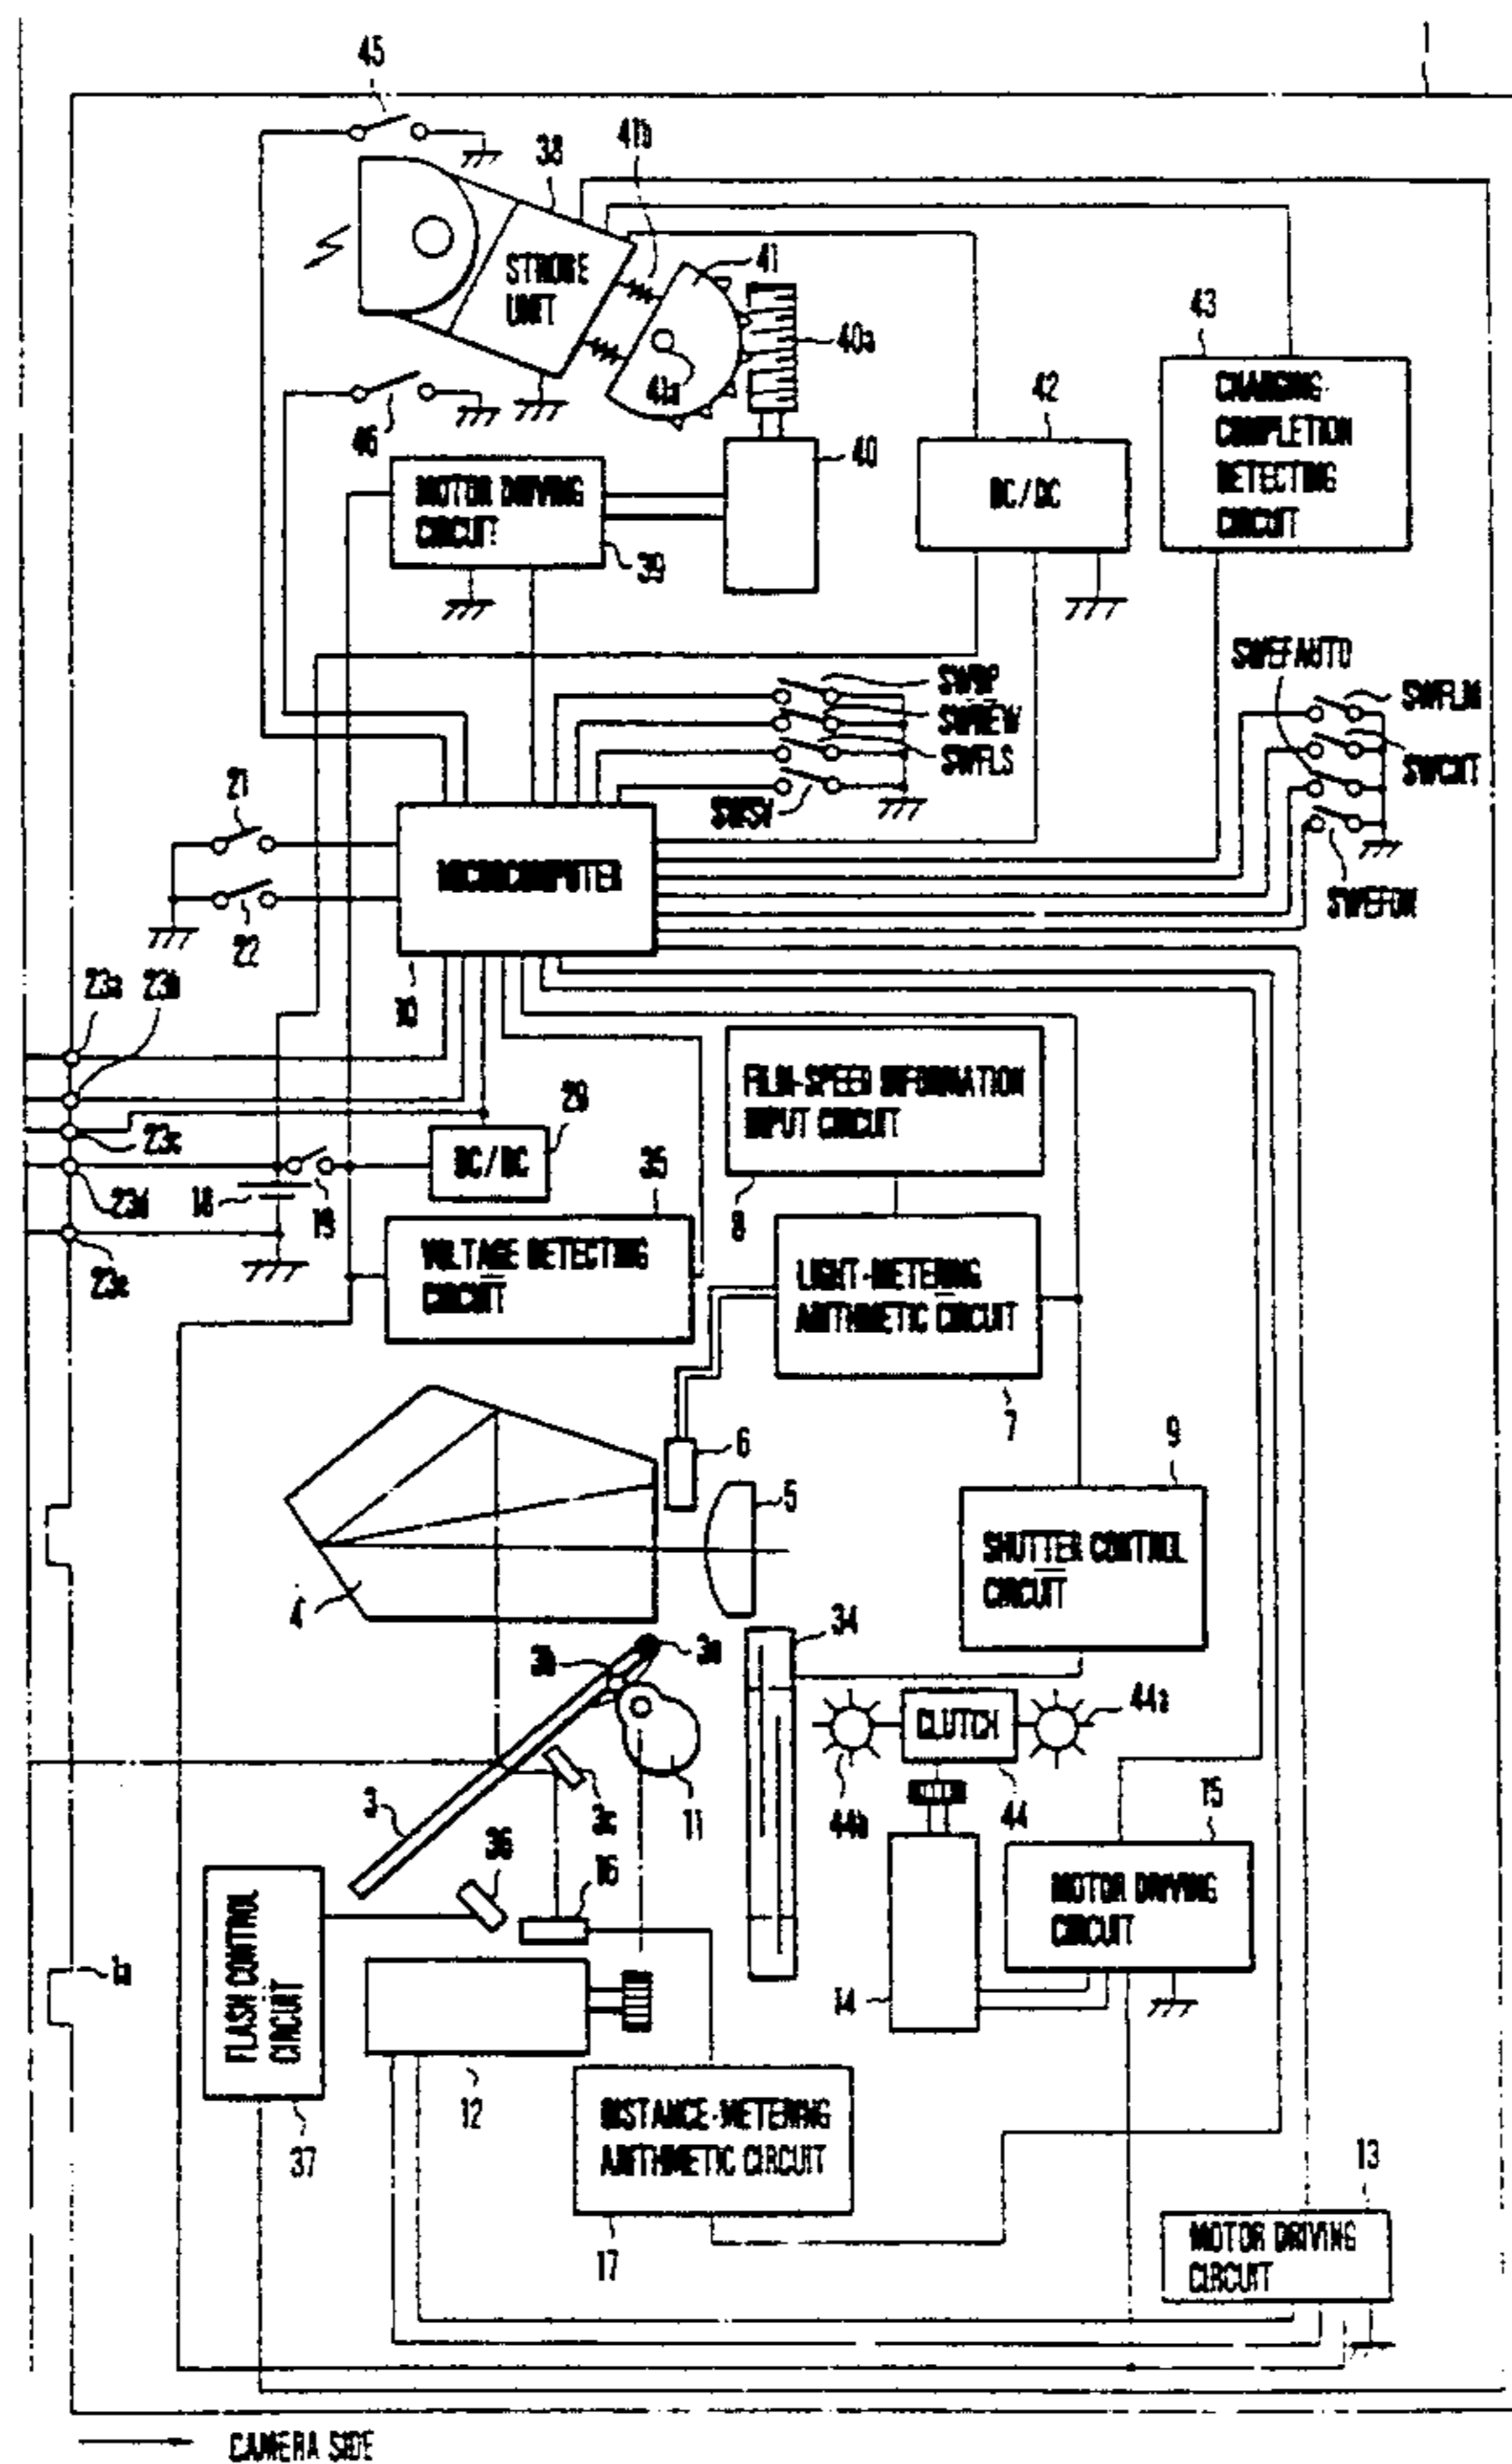 1
45
38
41b
STROBE
UNIT
41
40a
41a
43
CHARGING
COMPLETION
DETECTING
CIRCUIT
42
DC/DC
46
40
MOTOR DRIVING
CIRCUIT
39
SWBP
SWREW
SWFLS
SWEFAUTO
SWFLM
SWCNT
SWEFON
21
22
MICROCOMPUTER
10
23a
23b
23c
23d
23e
18
19
29
DC/DC
35
VOLTAGE DETECTING
CIRCUIT
FILM-SPEED INFORMATION
INPUT CIRCUIT
8
LIGHT-METERING
ARITHMETIC CIRCUIT
7
6
5
4
9
SHUTTER CONTROL
CIRCUIT
34
3a
3b
3c
3
11
36
16
44b
CLUTCH
44a
44
15
MOTOR DRIVING
CIRCUIT
14
FLASH CONTROL
CIRCUIT
37
12
DISTANCE-METERING
ARITHMETIC CIRCUIT
17
13
MOTOR DRIVING
CIRCUIT
CAMERA SIDE